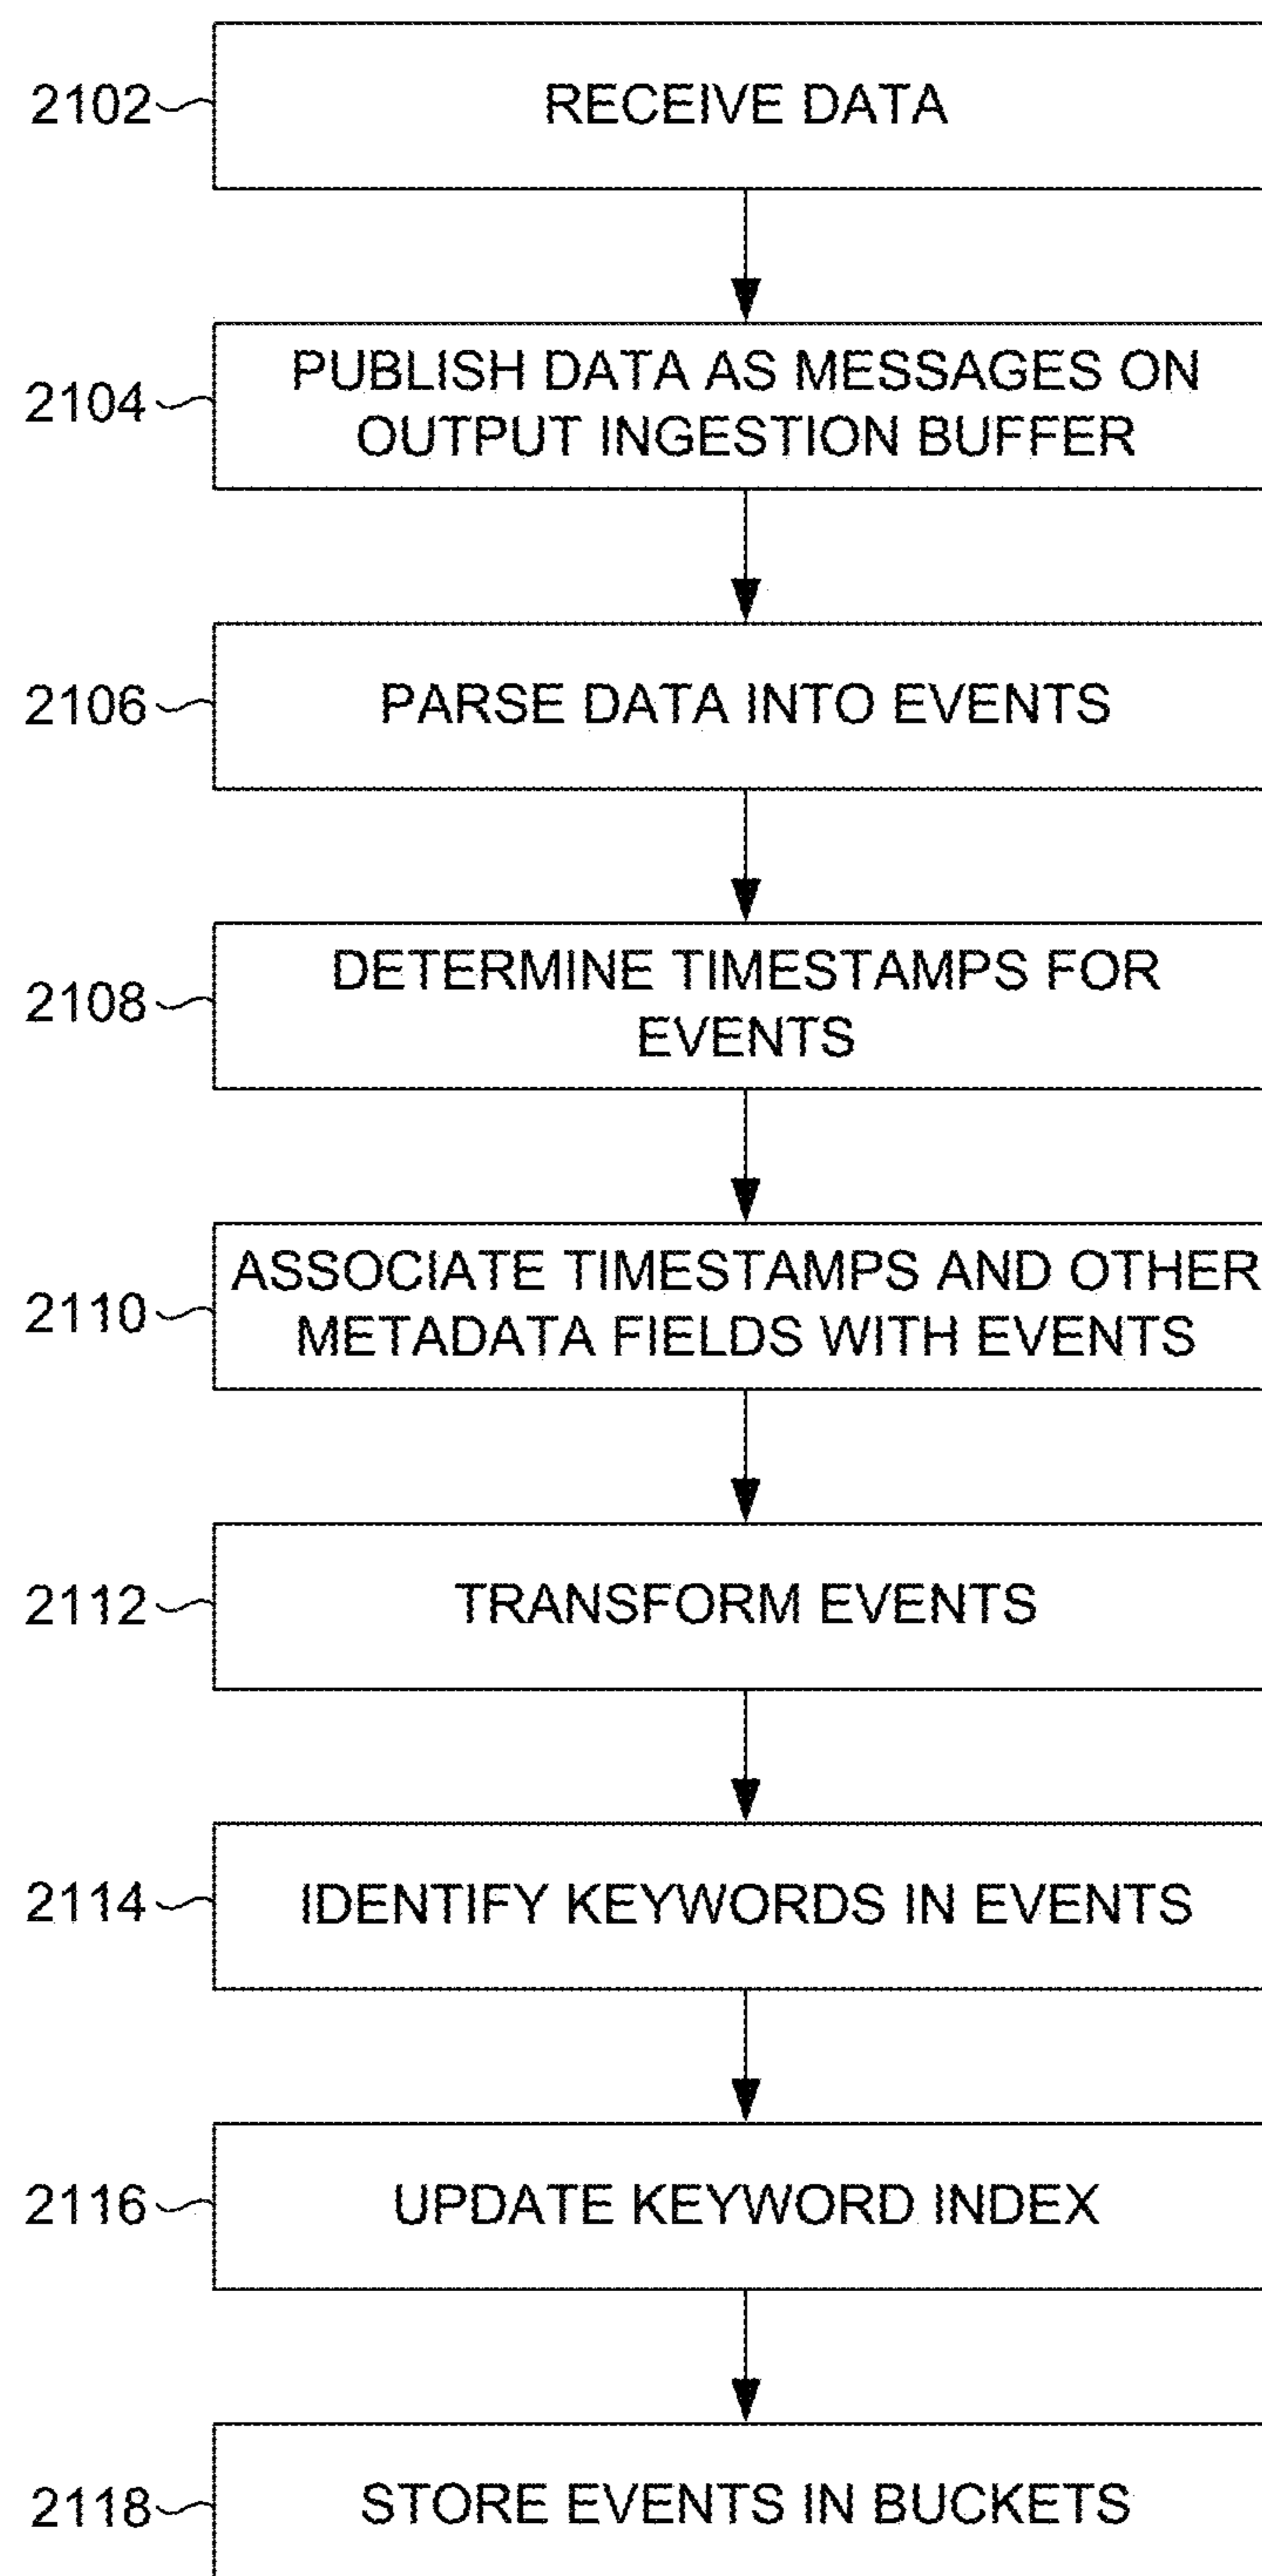 2102
RECEIVE DATA
2104
PUBLISH DATA AS MESSAGES ON
OUTPUT INGESTION BUFFER
2106
PARSE DATA INTO EVENTS
2108
DETERMINE TIMESTAMPS FOR
EVENTS
2110
ASSOCIATE TIMESTAMPS AND OTHER
METADATA FIELDS WITH EVENTS
2112
TRANSFORM EVENTS
2114
IDENTIFY KEYWORDS IN EVENTS
2116
UPDATE KEYWORD INDEX
2118
STORE EVENTS IN BUCKETS